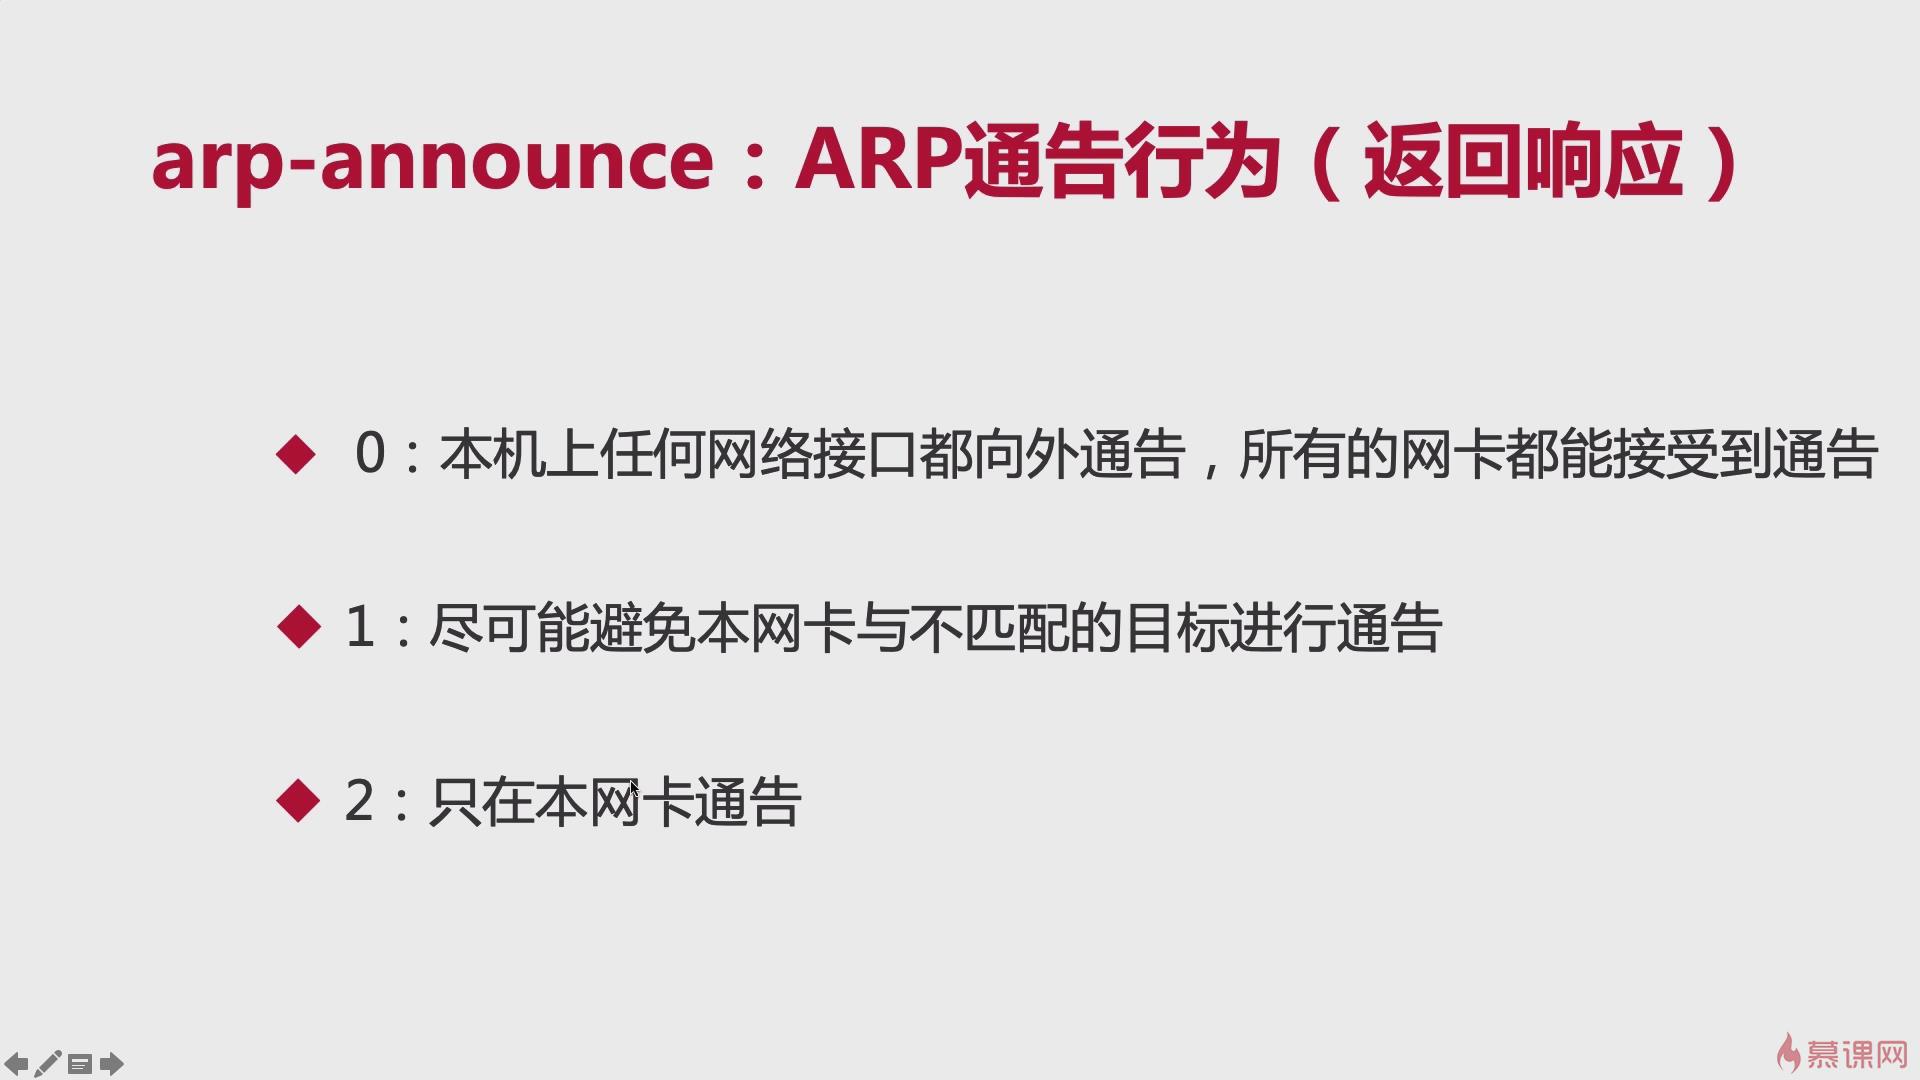 arp-announce：ARP通告行为（返回响应）
0：本机上任何网络接口都向外通告，所有的网卡都能接受到通告
1：尽可能避免本网卡与不匹配的目标进行通告
2：只在本网卡通告
慕课网